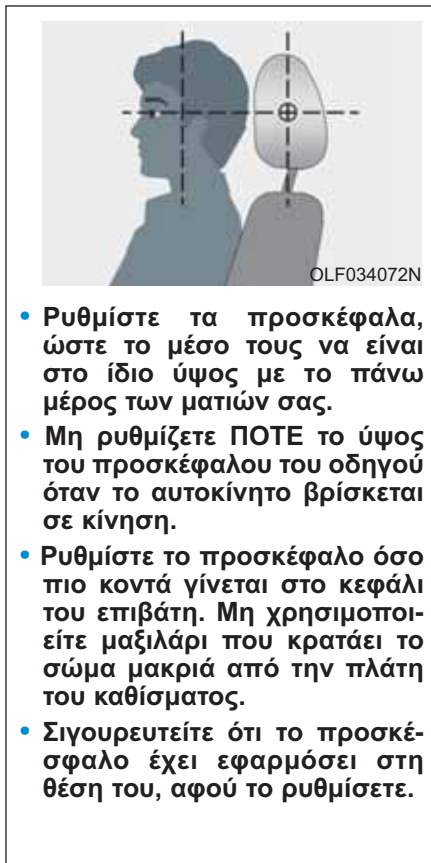 OLF034072N
• Ρυθμίστε τα προσκέφαλα,
ώστε το μέσο τους να είναι
στο ίδιο ύψος με το πάνω
μέρος των ματιών σας.
• Μη ρυθμίζετε ΠΟΤΕ το ύψος
του προσκέφαλου του οδηγού
όταν το αυτοκίνητο βρίσκεται
σε κίνηση.
• Ρυθμίστε το προσκέφαλο όσο
πιο κοντά γίνεται στο κεφάλι
του επιβάτη. Μη χρησιμοποι-
είτε μαξιλάρι που κρατάει το
σώμα μακριά από την πλάτη
του καθίσματος.
• Σιγουρευτείτε ότι το προσκέ-
σφαλο έχει εφαρμόσει στη
θέση του, αφού το ρυθμίσετε.